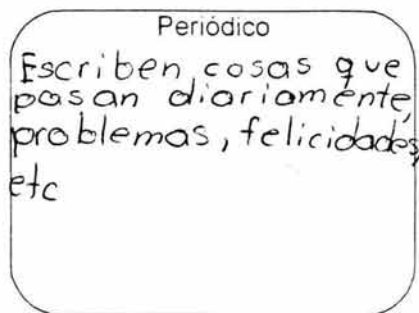 Periódico
Escriben cosas que
pasan diariamente,
problemas, felicidades,
etc